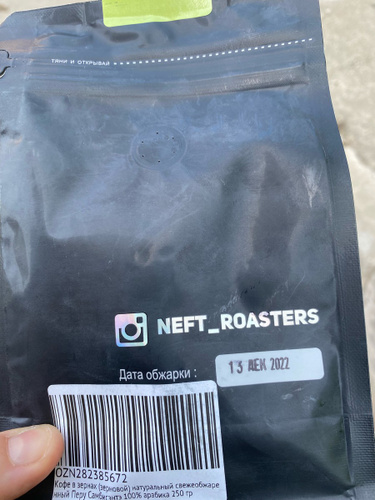 ТЯНИ И ОТКРЫВАЙ
NEFT_ROASTERS
Дата обжарки :
13 ДЕК 2022
OZN282385672
Кофе в зернах (зерновой) натуральный свежеобжаре
нный Перу Самбигантэ 100% арабика 250 гр